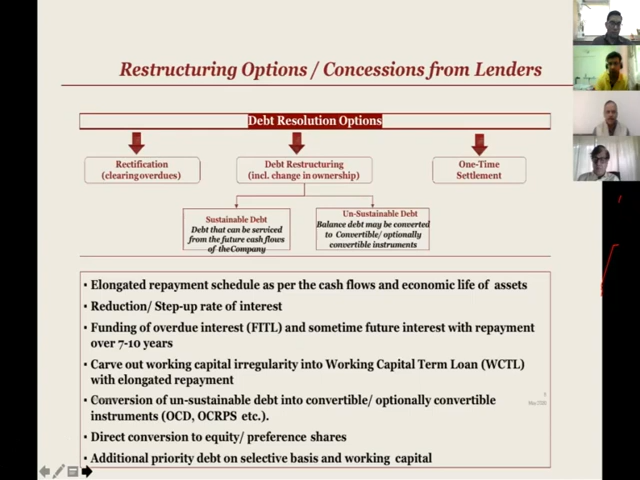 Restructuring Options / Concessions from Lenders
Debt Resolution Options
Rectification
(clearing overdues)
Debt Restructuring
(incl. change in ownership)
One-Time
Settlement
Sustainable Debt
Debt that can be serviced
from the future cash flows
of theCompany
Un-Sustainable Debt
Balance debt may be converted
to Convertible/ optionally
convertible instruments
▪ Elongated repayment schedule as per the cash flows and economic life of assets
▪ Reduction/ Step-up rate of interest
▪ Funding of overdue interest (FITL) and sometime future interest with repayment
over 7-10 years
▪ Carve out working capital irregularity into Working Capital Term Loan (WCTL)
with elongated repayment
▪ Conversion of un-sustainable debt into convertible/ optionally convertible
instruments (OCD, OCRPS etc.).
▪ Direct conversion to equity/ preference shares
▪ Additional priority debt on selective basis and working capital